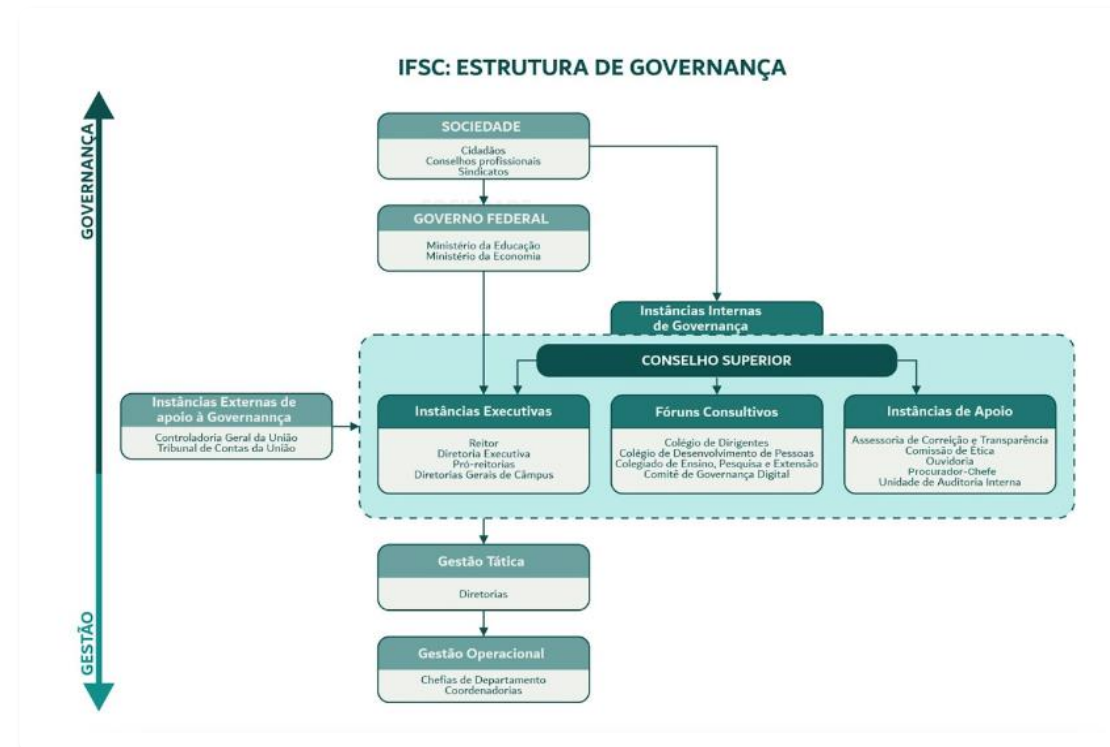 IFSC: ESTRUTURA DE GOVERNANÇA
GOVERNANÇA
SOCIEDADE
Cidadãos
Conselhos profissionais
Sindicatos
GOVERNO FEDERAL
Ministério da Educação
Ministério da Economia
Instâncias Internas
de Governança
CONSELHO SUPERIOR
Instâncias Externas de
apoio à Governannça
Controladoria Geral da União
Tribunal de Contas da União
Instâncias Executivas
Reitor
Diretoria Executiva
Pró-reitorias
Diretorias Gerais de Câmpus
Fóruns Consultivos
Colégio de Dirigentes
Colégio de Desenvolvimento de Pessoas
Colegiado de Ensino, Pesquisa e Extensão
Comitê de Governança Digital
Instâncias de Apoio
Assessoria de Correição e Transparência
Comissão de Ética
Ouvidoria
Procurador-Chefe
Unidade de Auditoria Interna
Gestão Tática
Diretorias
GESTÃO
Gestão Operacional
Chefias de Departamento
Coordenadorias